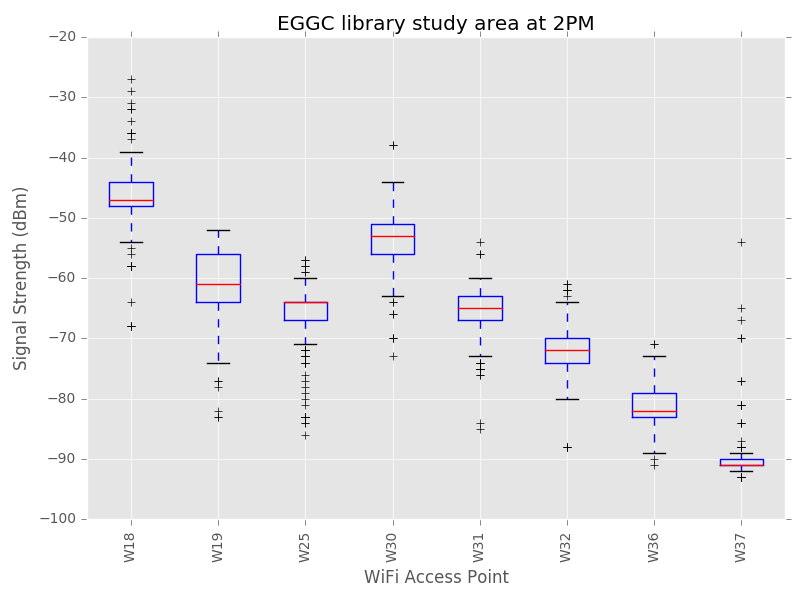 EGGC library study area at 2PM
Signal Strength (dBm)
−20
−30
−40
−50
−60
−70
−80
−90
−100
W18
W19
W25
W30
W31
W32
W36
W37
WiFi Access Point